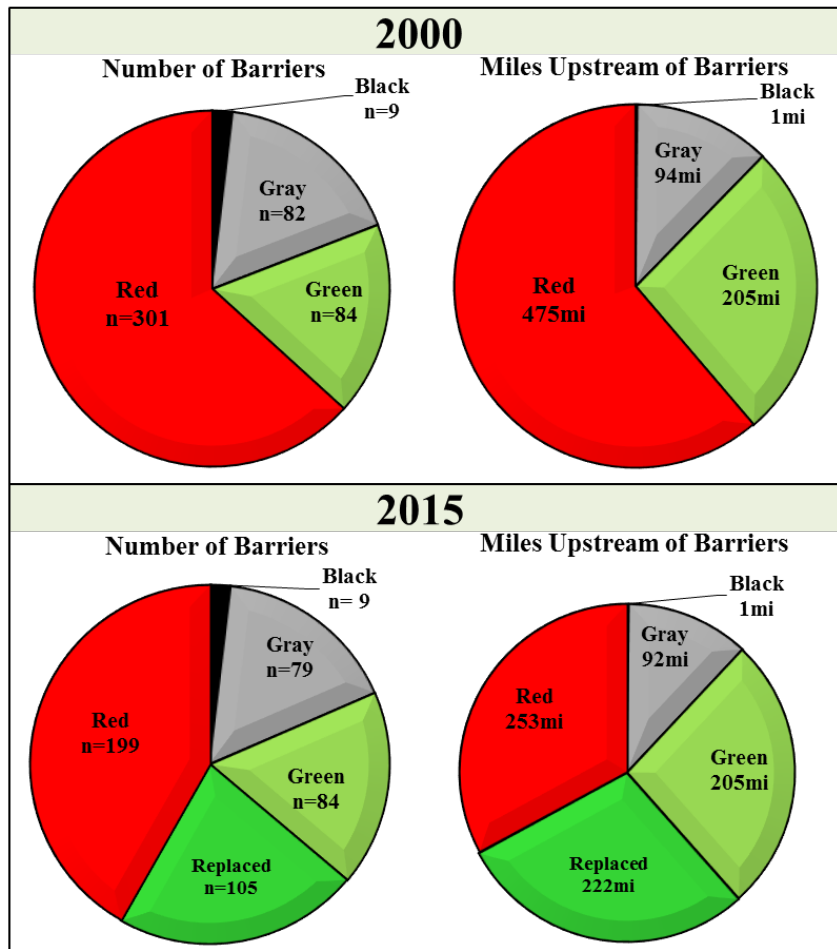 2000
Number of Barriers
Miles Upstream of Barriers
Black
n=9
Gray
n=82
Green
n=84
Red
n=301
Black
1mi
Gray
94mi
Green
205mi
Red
475mi
2015
Number of Barriers
Miles Upstream of Barriers
Black
n= 9
Gray
n=79
Green
n=84
Replaced
n=105
Red
n=199
Black
1mi
Gray
92mi
Green
205mi
Replaced
222mi
Red
253mi